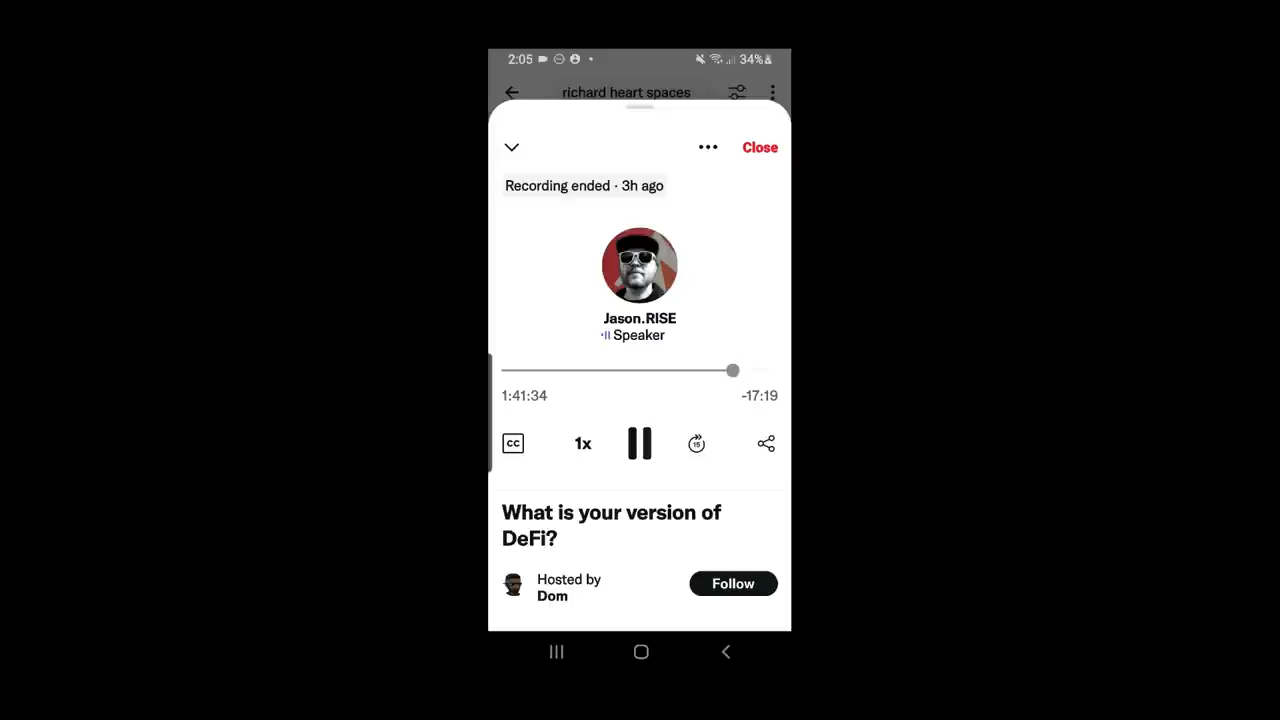 2:05
34%
richard heart spaces
Close
Recording ended · 3h ago
Jason.RISE
Speaker
1:41:34
-17:19
CC
1x
15
What is your version of
DeFi?
Hosted by
Dom
Follow